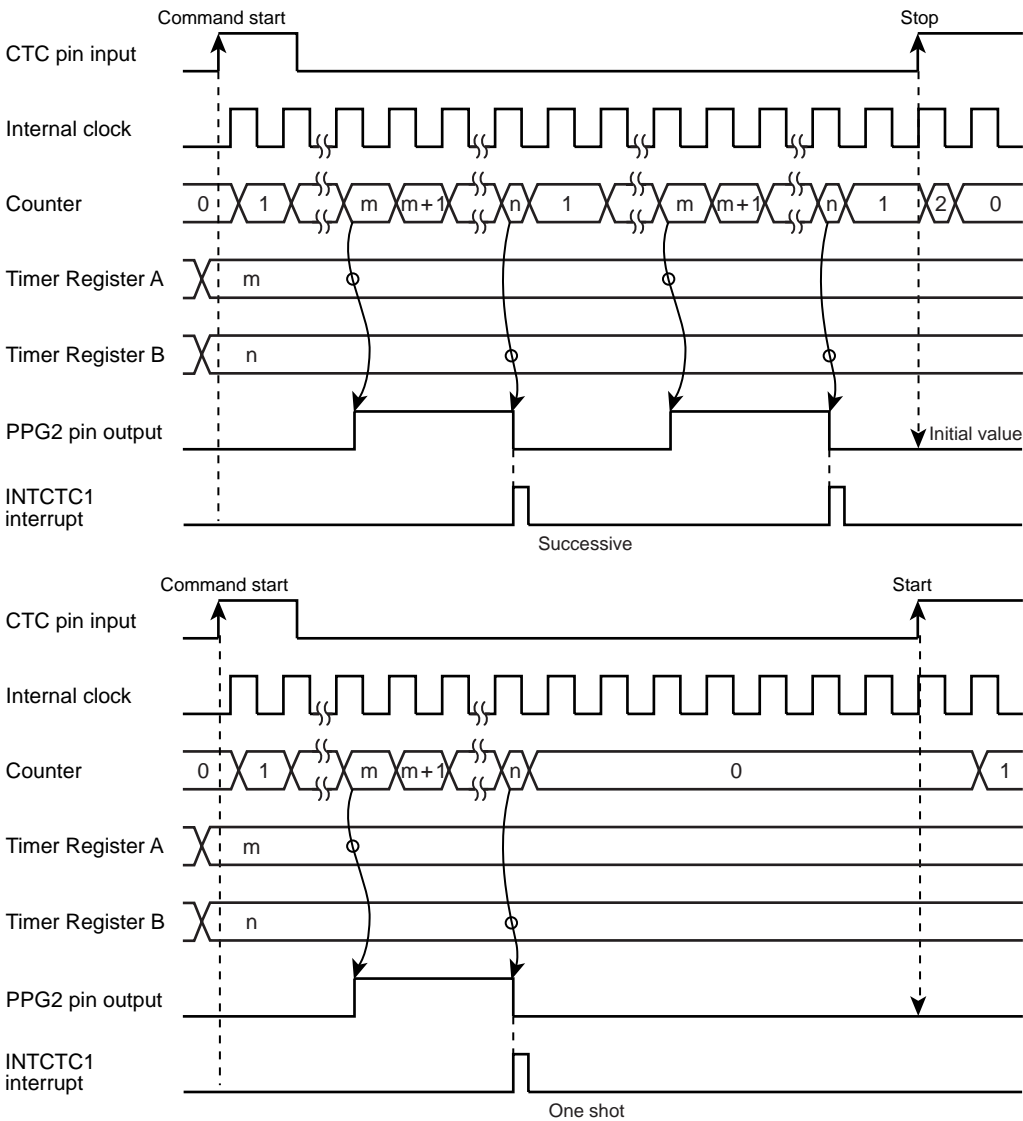 Command start
Stop
CTC pin input
Internal clock
Counter
0 1 m m+1 n 1 m m+1 n 1 2 0
Timer Register A
m
Timer Register B
n
PPG2 pin output
Initial value
INTCTC1
interrupt
Successive
Command start
Start
CTC pin input
Internal clock
Counter
0 1 m m+1 n 0 1
Timer Register A
m
Timer Register B
n
PPG2 pin output
INTCTC1
interrupt
One shot